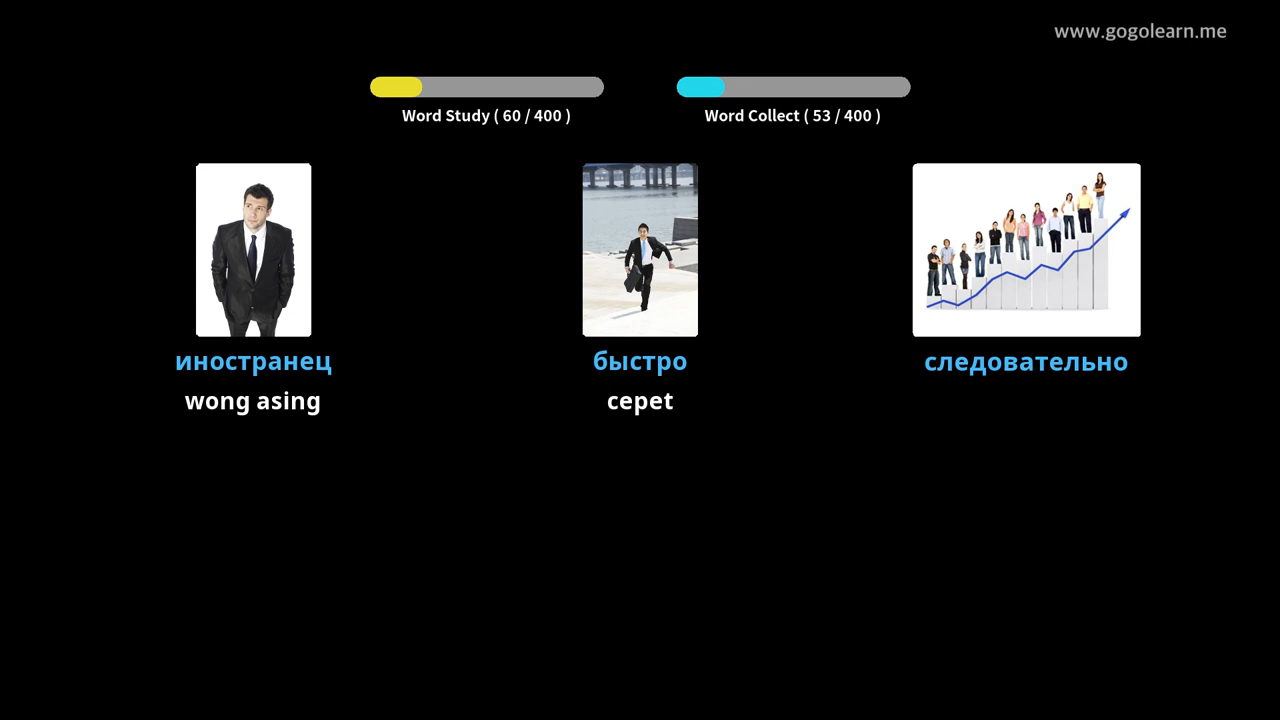 www.gogolearn.me
Word Study ( 60 / 400 )
Word Collect ( 53 / 400 )
иностранец
быстро
следовательно
wong asing
cepet